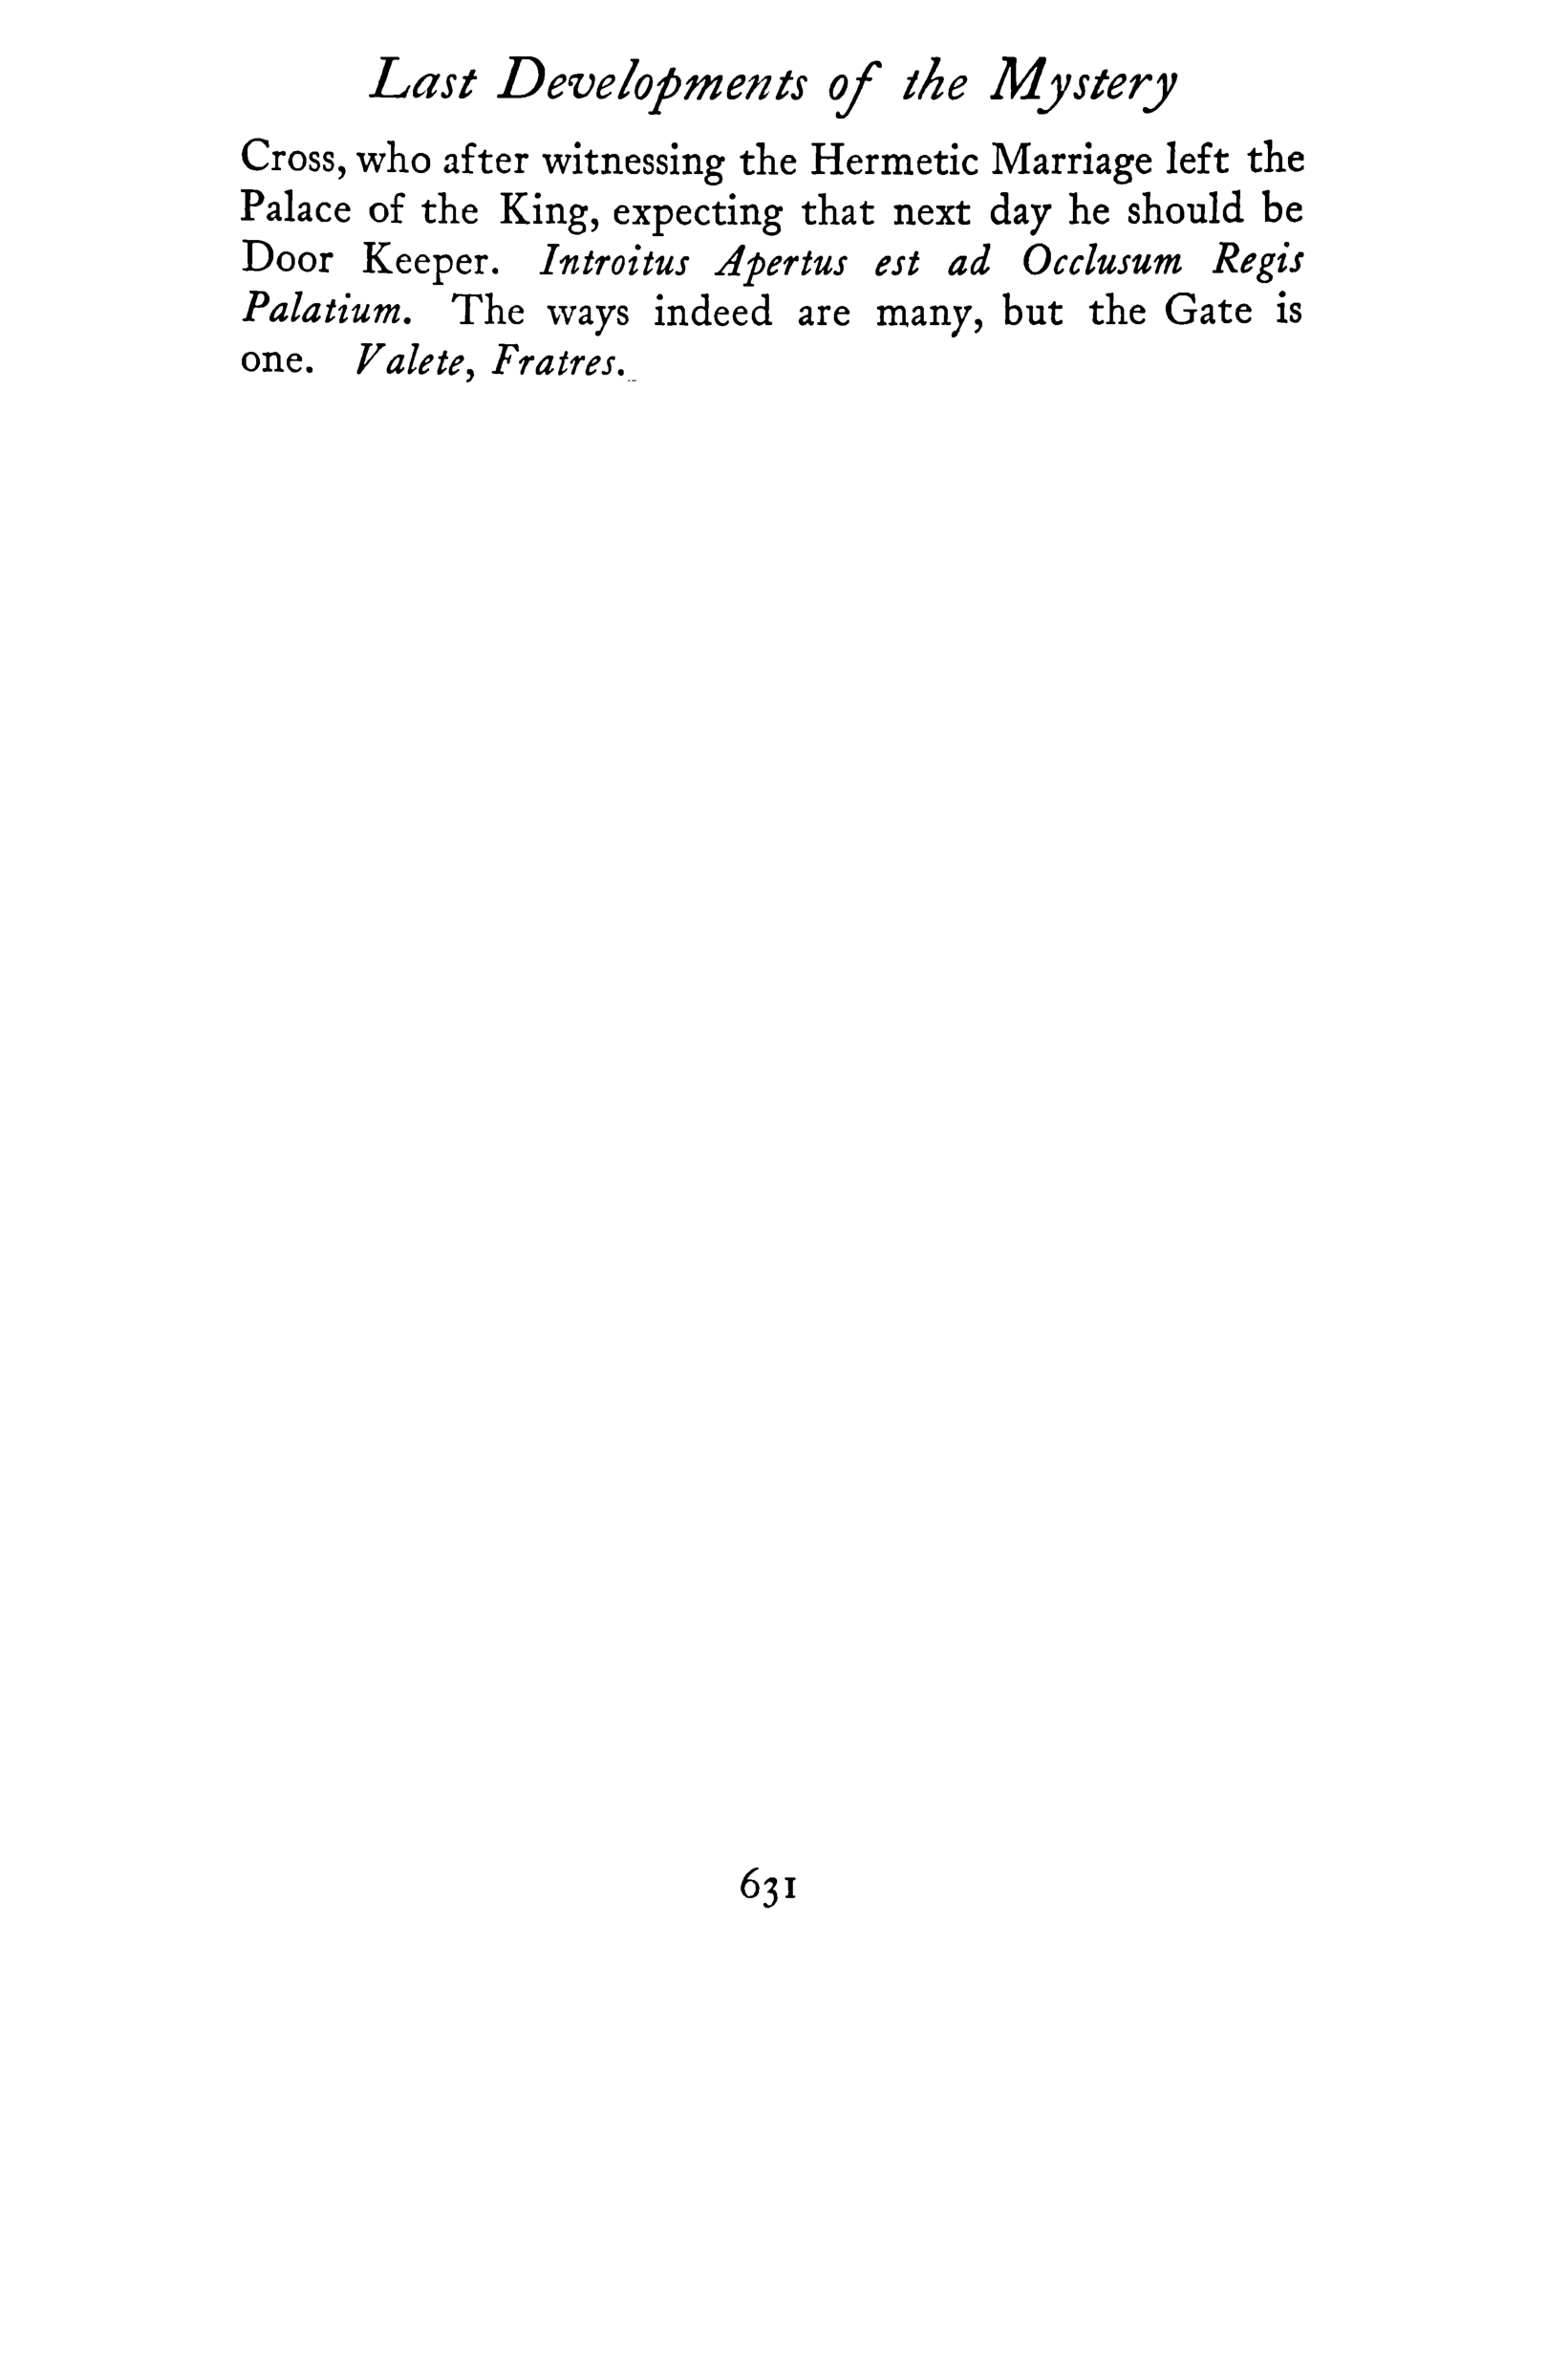 Last Developments of the Mystery
Cross, who after witnessing the Hermetic Marriage left the
Palace of the King, expecting that next day he should be
Door Keeper. Introitus Apertus est ad Occlusum Regis
Palatium. The ways indeed are many, but the Gate is
one. Valete, Fratres.
631